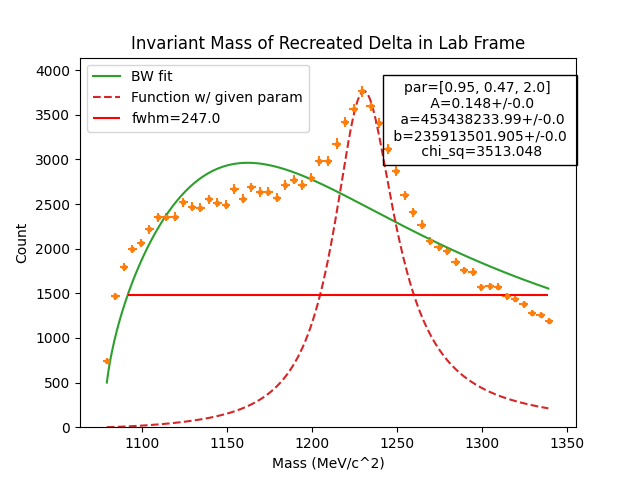 Invariant Mass of Recreated Delta in Lab Frame
BW fit
Function w/ given param
fwhm=247.0
par=[0.95, 0.47, 2.0]
A=0.148+/-0.0
a=453438233.99+/-0.0
b=235913501.905+/-0.0
chi_sq=3513.048
Count
4000
3500
3000
2500
2000
1500
1000
500
0
1100
1150
1200
1250
1300
1350
Mass (MeV/c^2)